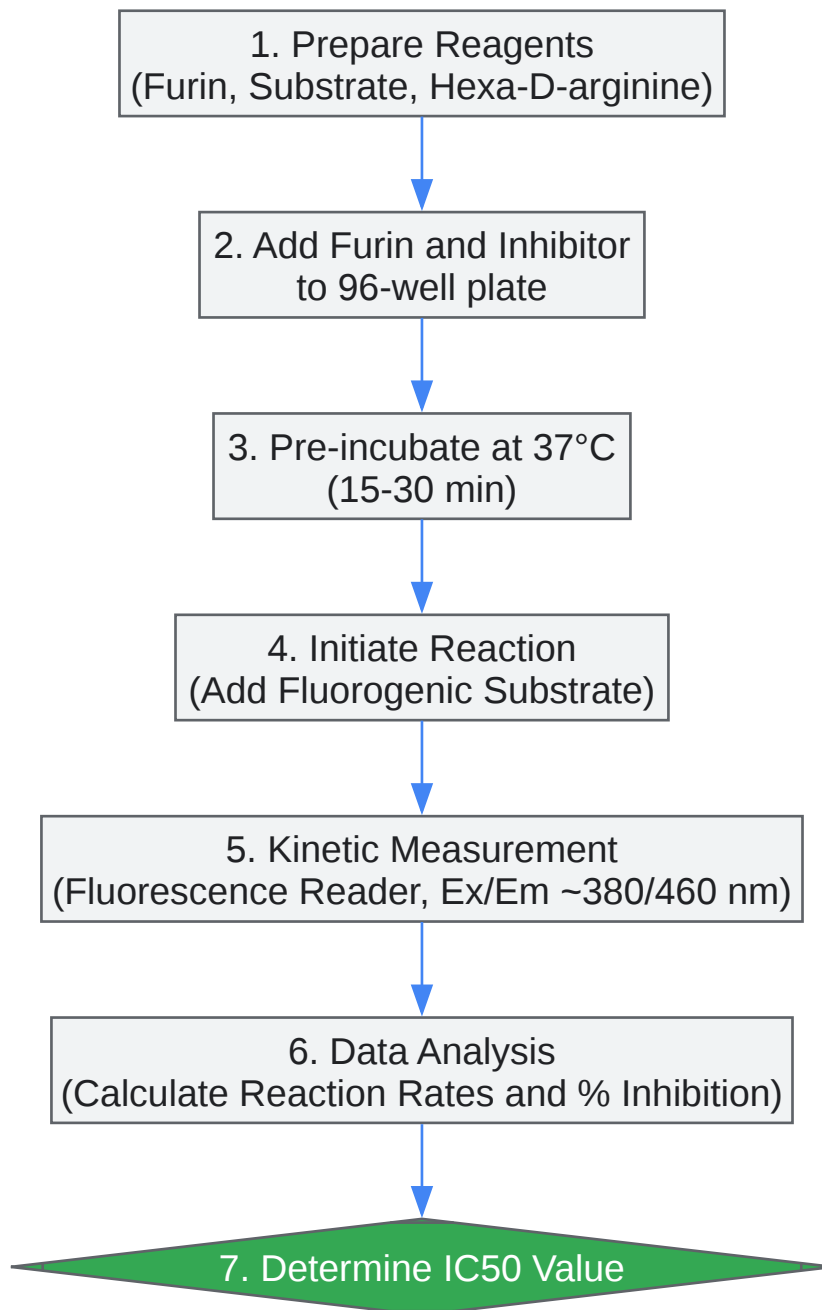 1. Prepare Reagents
(Furin, Substrate, Hexa-D-arginine)
2. Add Furin and Inhibitor
to 96-well plate
3. Pre-incubate at 37°C
(15-30 min)
4. Initiate Reaction
(Add Fluorogenic Substrate)
5. Kinetic Measurement
(Fluorescence Reader, Ex/Em ~380/460 nm)
6. Data Analysis
(Calculate Reaction Rates and % Inhibition)
7. Determine IC50 Value